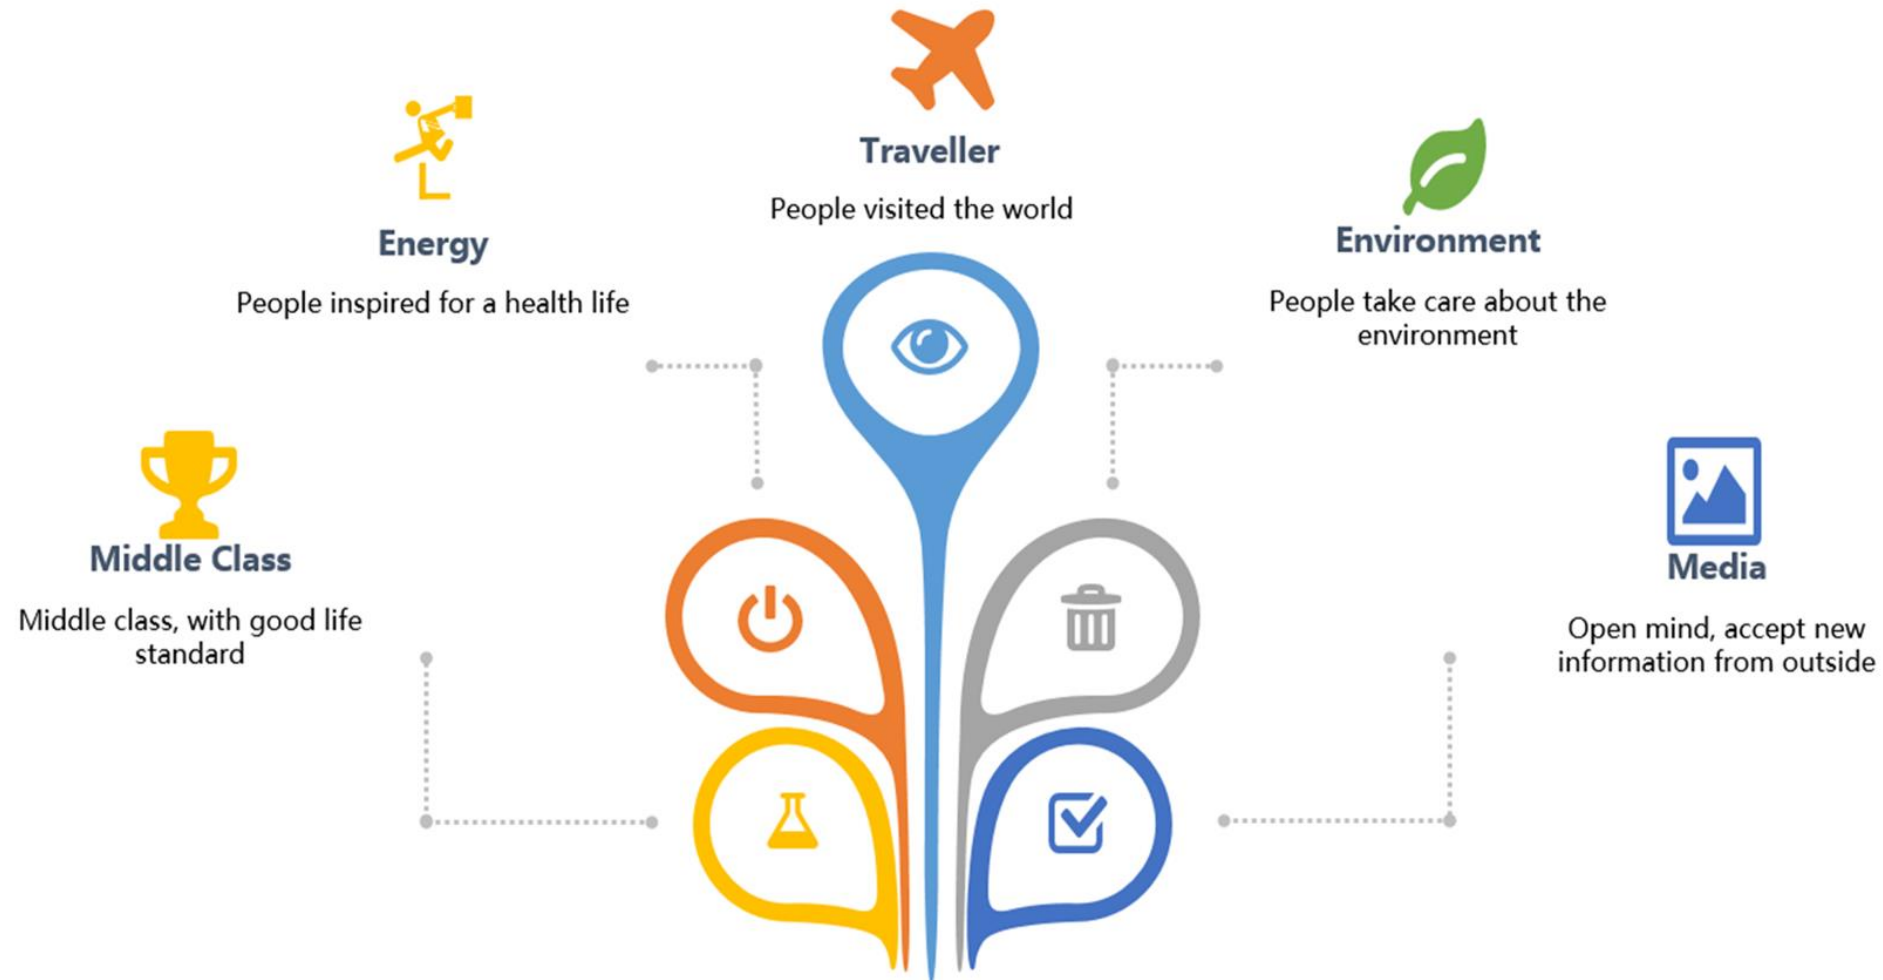 Traveller
People visited the world
Energy
People inspired for a health life
Environment
People take care about the
environment
Middle Class
Middle class, with good life
standard
Media
Open mind, accept new
information from outside